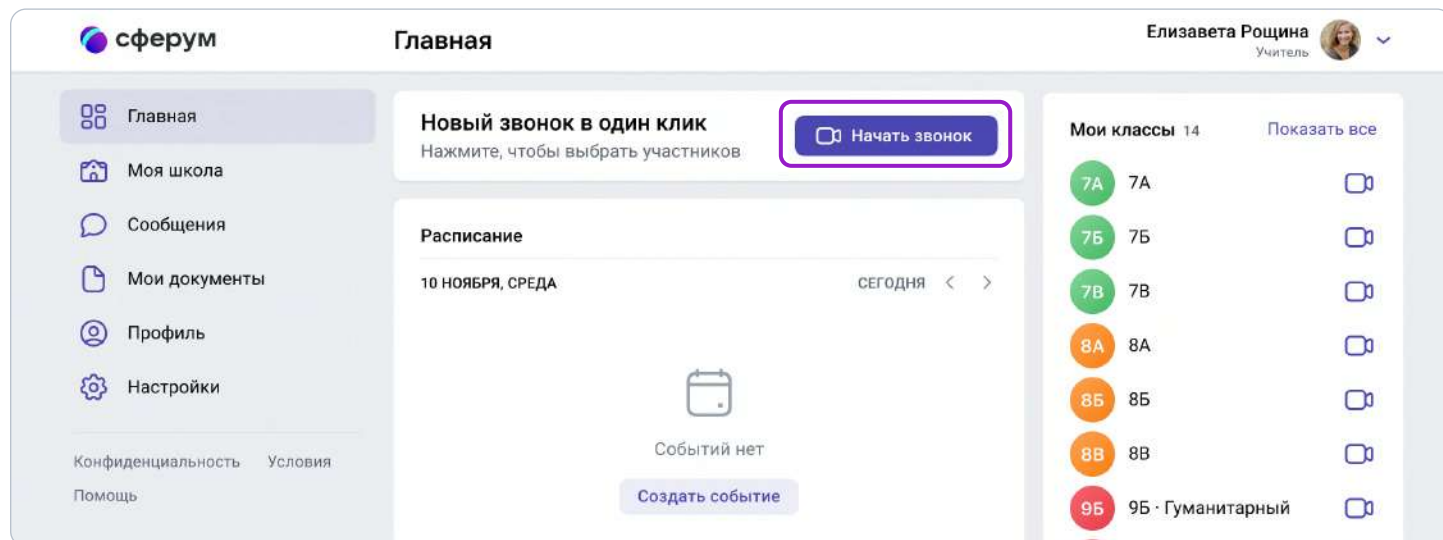 сферум
Главная
Елизавета Рощина
Учитель
Главная
Моя школа
Сообщения
Мои документы
Профиль
Настройки
Конфиденциальность Условия
Помощь
Новый звонок в один клик
Нажмите, чтобы выбрать участников
Начать звонок
Расписание
10 НОЯБРЯ, СРЕДА
СЕГОДНЯ < >
Событий нет
Создать событие
Мои классы 14 Показать все
7А 7А
7Б 7Б
7В 7В
8А 8А
8Б 8Б
8В 8В
9Б 9Б · Гуманитарный